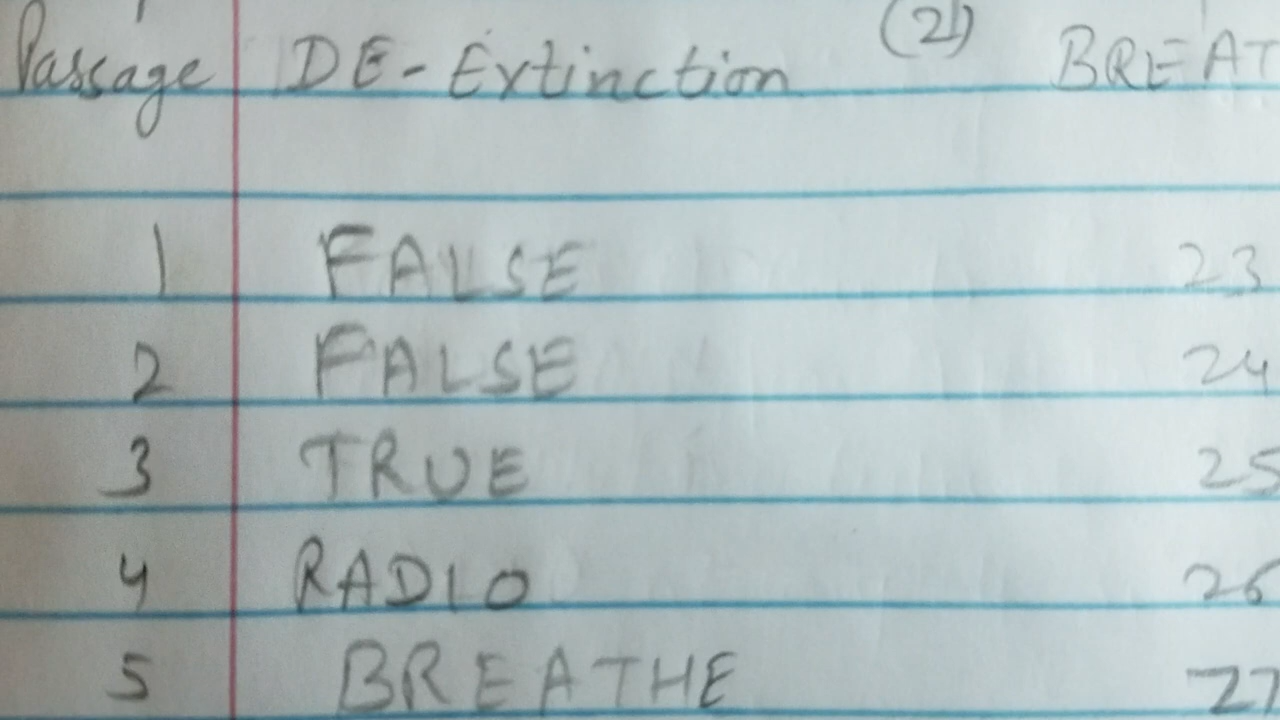 Passage DE-Extinction (21) BREAT
1 FALSE 23
2 FALSE 24
3 TRUE 25
4 RADIO 26
5 BREATHE 27